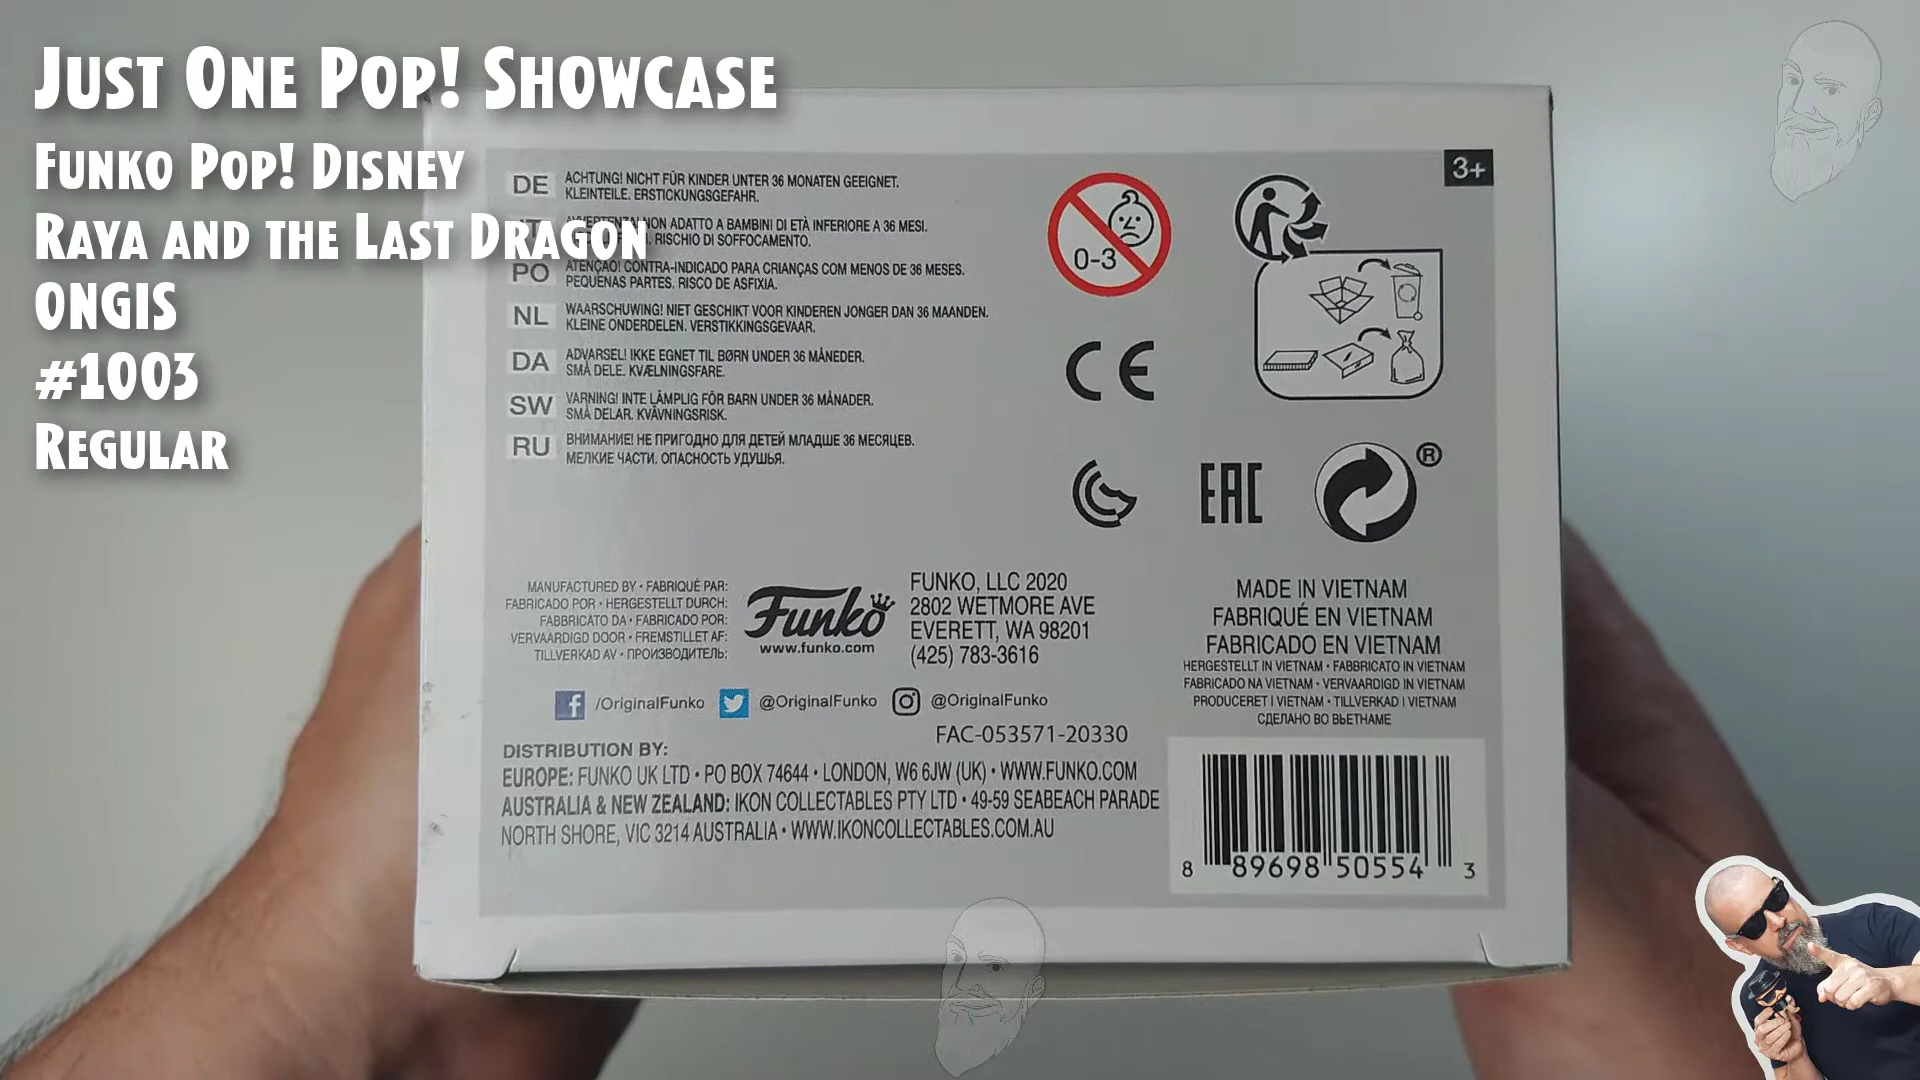 Just One Pop! Showcase
Funko Pop! Disney
Raya and the Last Dragon
ONGIS
#1003
Regular
3+
DE ACHTUNG! NICHT FÜR KINDER UNTER 36 MONATEN GEEIGNET.
KLEINTEILE. ERSTICKUNGSGEFAHR.
NON ADATTO A BAMBINI DI ETÀ INFERIORE A 36 MESI.
RISCHIO DI SOFFOCAMENTO.
PO ATENÇAO! CONTRA-INDICADO PARA CRIANÇAS COM MENOS DE 36 MESES.
PEQUENAS PARTES. RISCO DE ASFIXIA.
NL WAARSCHUWING! NIET GESCHIKT VOOR KINDEREN JONGER DAN 36 MAANDEN.
KLEINE ONDERDELEN. VERSTIKKINGSGEVAAR.
DA ADVARSEL! IKKE EGNET TIL BØRN UNDER 36 MÅNEDER.
SMÅ DELE. KVÆLNINGSFARE.
SW VARNING! INTE LÄMPLIG FÖR BARN UNDER 36 MÅNADER.
SMÅ DELAR. KVÄVNINGSRISK.
RU ВНИМАНИЕ! НЕ ПРИГОДНО ДЛЯ ДЕТЕЙ МЛАДШЕ 36 МЕСЯЦЕВ.
МЕЛКИЕ ЧАСТИ. ОПАСНОСТЬ УДУШЬЯ.
0-3
CE
EAC
®
MANUFACTURED BY • FABRIQUÉ PAR:
FABRICADO POR • HERGESTELLT DURCH:
FABBRICATO DA • FABRICADO POR:
VERVAARDIGD DOOR • FREMSTILLET AF:
TILLVERKAD AV • ПРОИЗВОДИТЕЛЬ:
Funko
www.funko.com
FUNKO, LLC 2020
2802 WETMORE AVE
EVERETT, WA 98201
(425) 783-3616
MADE IN VIETNAM
FABRIQUÉ EN VIETNAM
FABRICADO EN VIETNAM
HERGESTELLT IN VIETNAM • FABBRICATO IN VIETNAM
FABRICADO NA VIETNAM • VERVAARDIGD IN VIETNAM
PRODUCERET I VIETNAM • TILLVERKAD I VIETNAM
СДЕЛАНО ВО ВЬЕТНАМЕ
/OriginalFunko @OriginalFunko @OriginalFunko
FAC-053571-20330
DISTRIBUTION BY:
EUROPE: FUNKO UK LTD • PO BOX 74644 • LONDON, W6 6JW (UK) • WWW.FUNKO.COM
AUSTRALIA & NEW ZEALAND: IKON COLLECTABLES PTY LTD • 49-59 SEABEACH PARADE
NORTH SHORE, VIC 3214 AUSTRALIA • WWW.IKONCOLLECTABLES.COM.AU
8 89698 50554 3